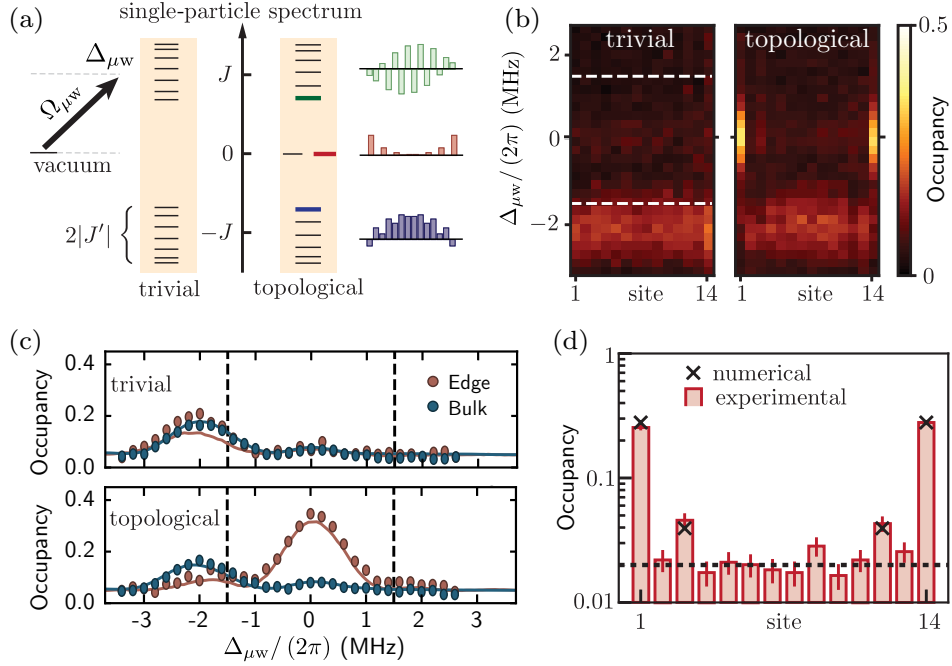 (a)
single-particle spectrum
Δμw
Ωμw
vacuum
J
0
−J
2|J′|
trivial
topological
(b)
trivial
topological
Δμw/(2π) (MHz)
2
0
−2
1
site
14
1
site
14
0.5
Occupancy
0
(c)
Occupancy
0.4
0.2
0.0
trivial
Edge
Bulk
Occupancy
0.4
0.2
0.0
topological
-3
-2
-1
0
1
2
3
Δμw/(2π) (MHz)
(d)
Occupancy
1
0.1
0.01
numerical
experimental
1
site
14